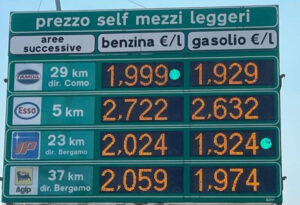 prezzo self mezzi leggeri
aree successive benzina €/l gasolio €/l
TAMOIL 29 km dir. Como 1,999 1,929
Esso 5 km 2,722 2,632
IP 23 km dir. Bergamo 2,024 1,924
Agip 37 km dir. Bergamo 2,059 1,974